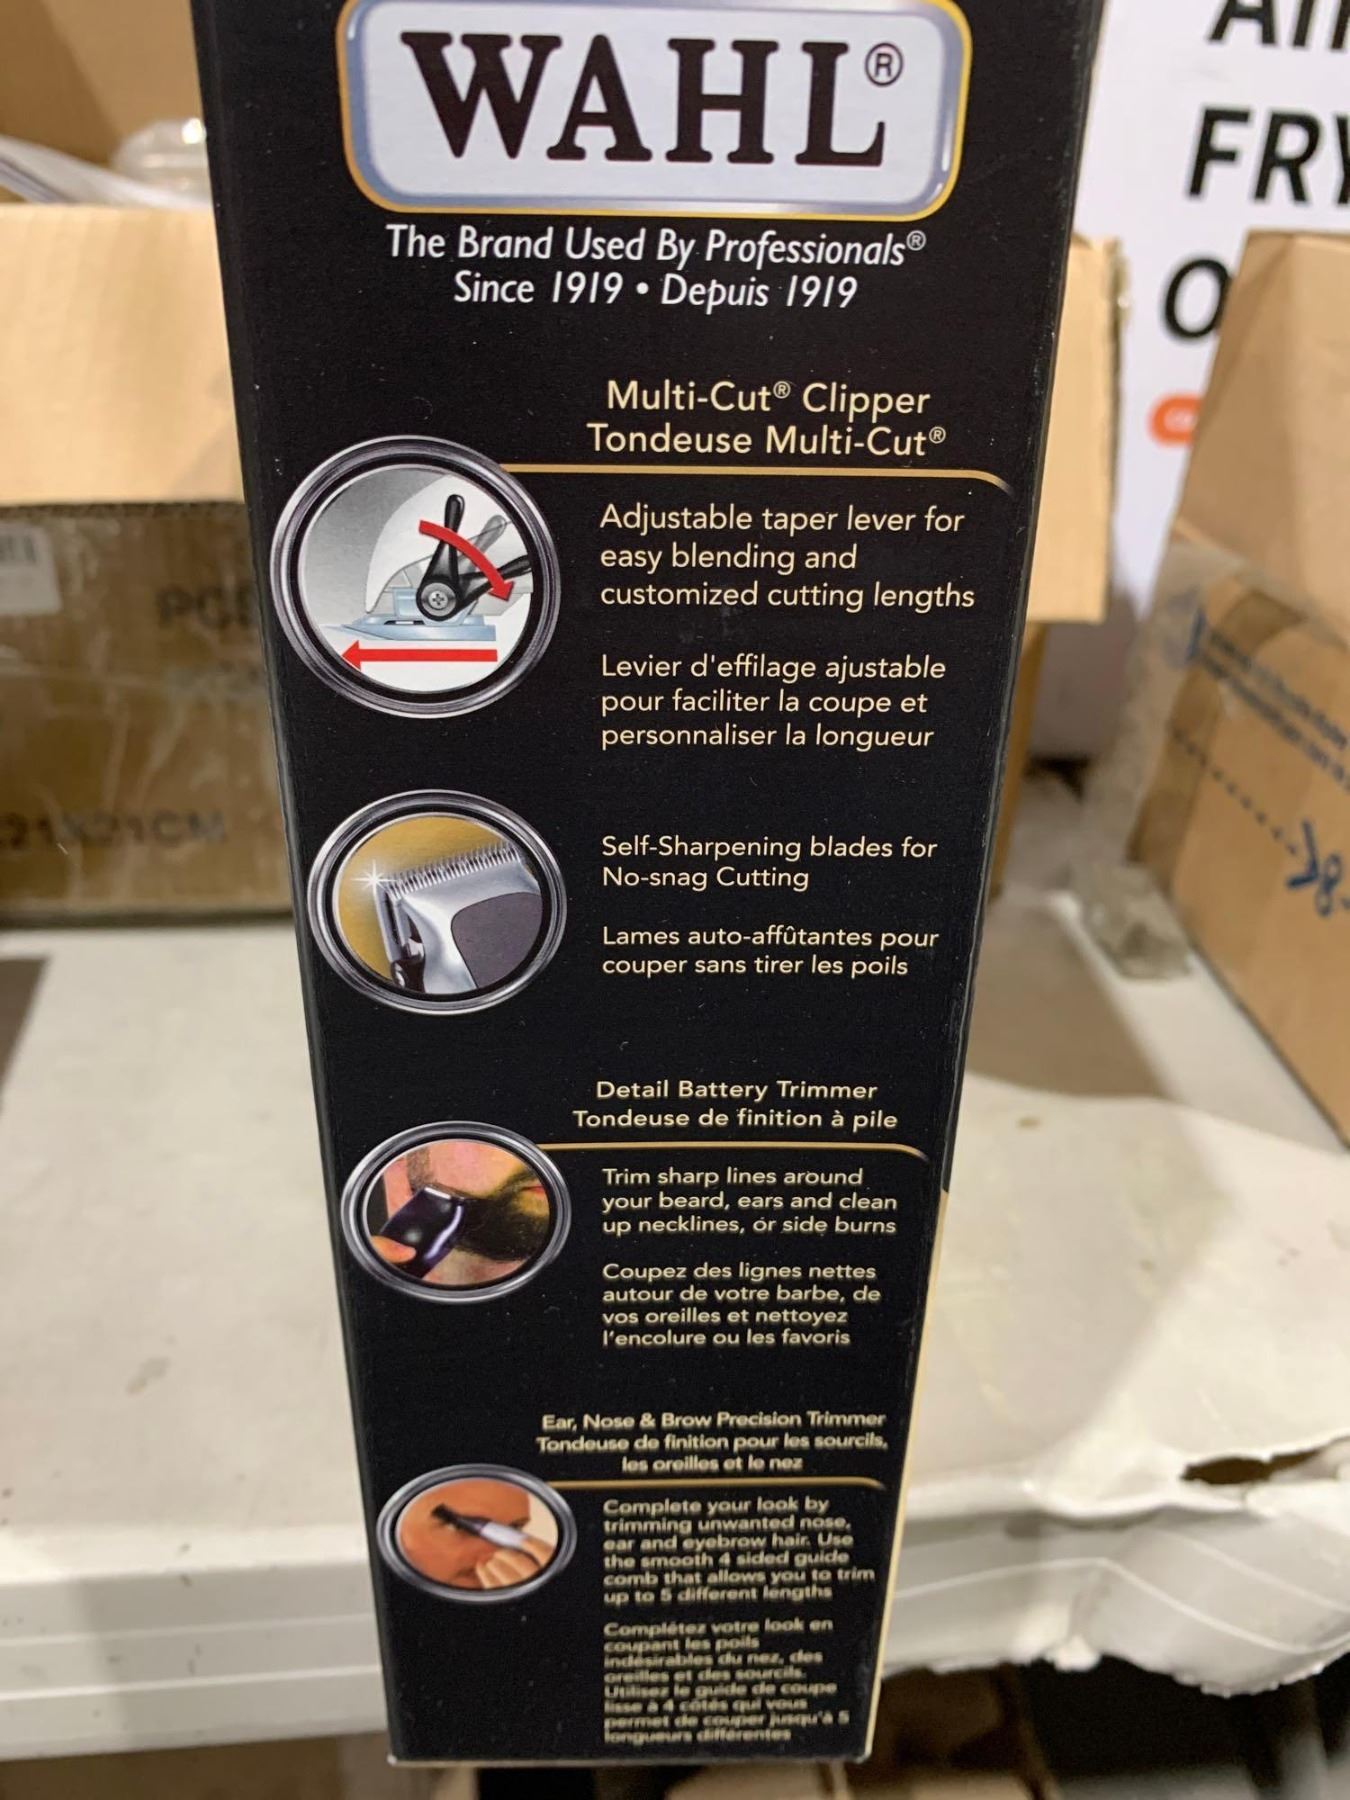 WAHL®
The Brand Used By Professionals®
Since 1919 • Depuis 1919
Multi-Cut® Clipper
Tondeuse Multi-Cut®
Adjustable taper lever for
easy blending and
customized cutting lengths
Levier d'effilage ajustable
pour faciliter la coupe et
personnaliser la longueur
Self-Sharpening blades for
No-snag Cutting
Lames auto-affûtantes pour
couper sans tirer les poils
Detail Battery Trimmer
Tondeuse de finition à pile
Trim sharp lines around
your beard, ears and clean
up necklines, or side burns
Coupez des lignes nettes
autour de votre barbe, de
vos oreilles et nettoyez
l'encolure ou les favoris
Ear, Nose & Brow Precision Trimmer
Tondeuse de finition pour les sourcils,
les oreilles et le nez
Complete your look by
trimming unwanted nose,
ear and eyebrow hair. Use
the smooth 4 sided guide
comb that allows you to trim
up to 5 different lengths
Complétez votre look en
coupant les poils
indésirables du nez, des
oreilles et des sourcils.
Utilisez le guide de coupe
lisse à 4 côtés qui vous
permet de couper jusqu'à 5
longueurs différentes